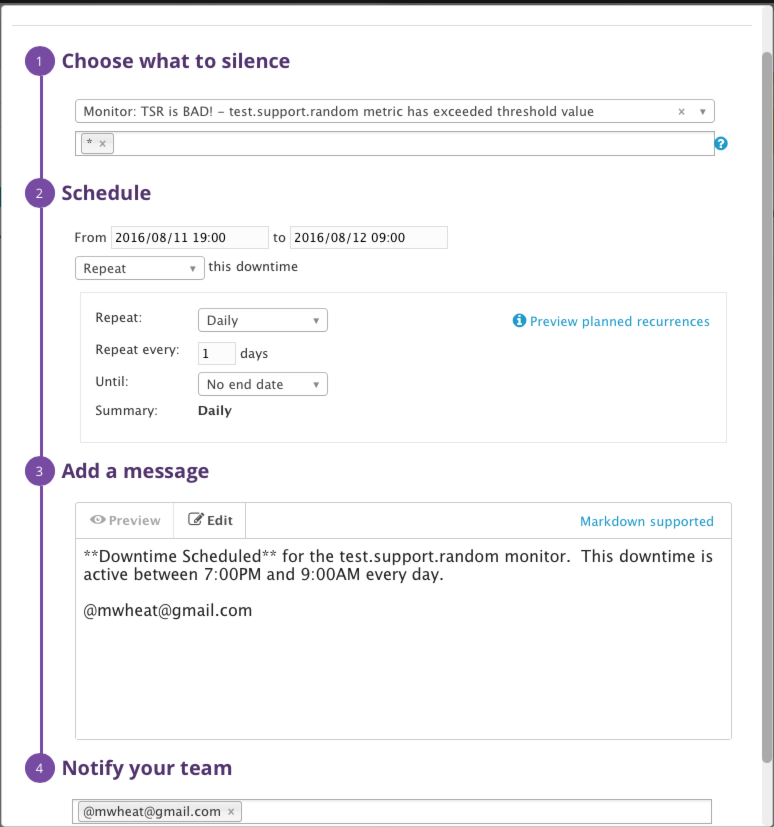 1 Choose what to silence
Monitor: TSR is BAD! – test.support.random metric has exceeded threshold value × ▼
* × ?
2 Schedule
From 2016/08/11 19:00 to 2016/08/12 09:00
Repeat ▼ this downtime
Repeat: Daily ▼ Preview planned recurrences
Repeat every: 1 days
Until: No end date ▼
Summary: Daily
3 Add a message
Preview Edit Markdown supported
**Downtime Scheduled** for the test.support.random monitor.  This downtime is
active between 7:00PM and 9:00AM every day.
@mwheat@gmail.com
4 Notify your team
@mwheat@gmail.com ×